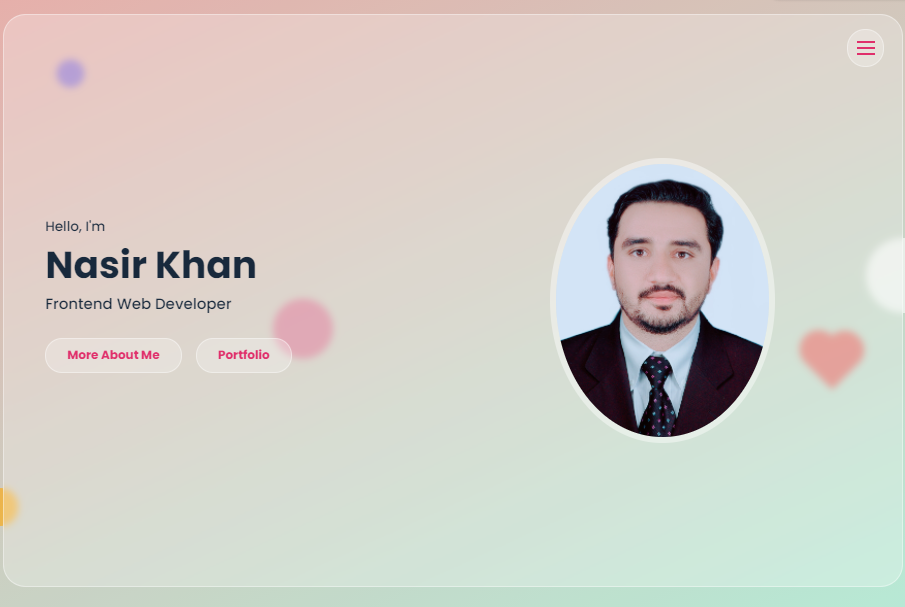 Hello, I'm
Nasir Khan
Frontend Web Developer
More About Me
Portfolio